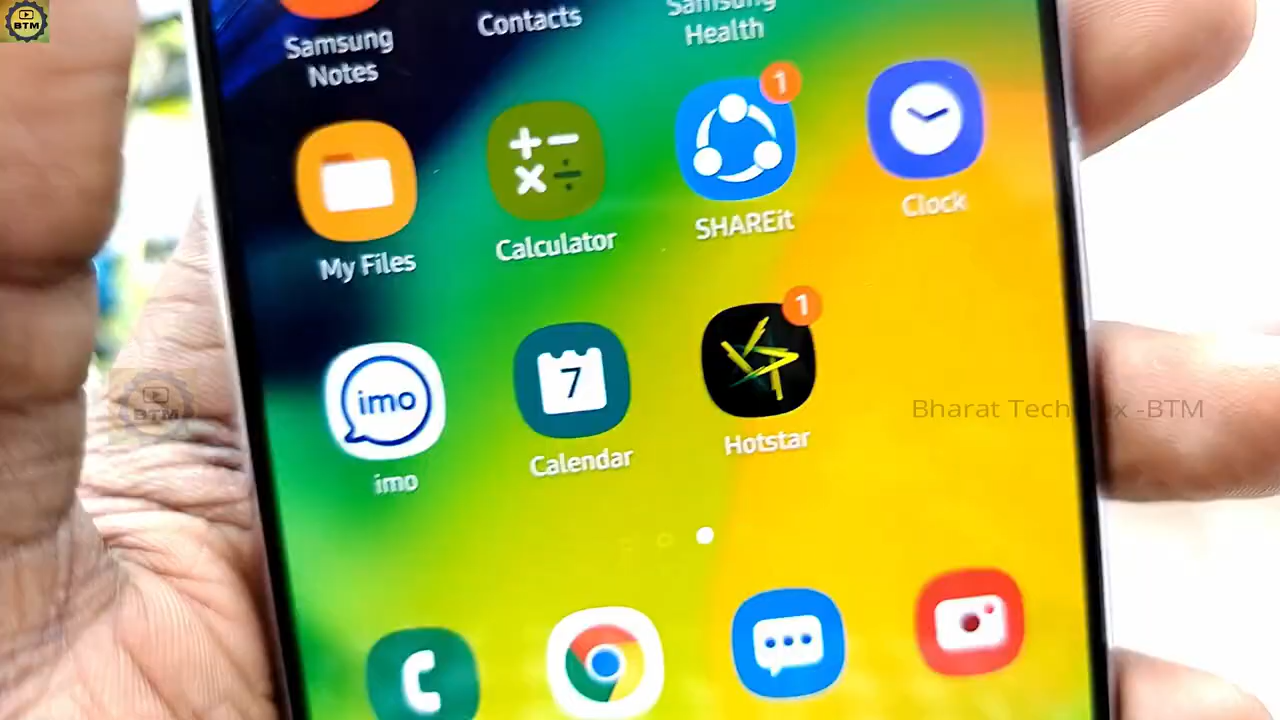 BTM
Samsung
Notes
Contacts
Samsung
Health
1
My Files
Calculator
SHAREit
Clock
1
imo
7
imo
Calendar
Hotstar
BTM
Bharat Tech ux -BTM